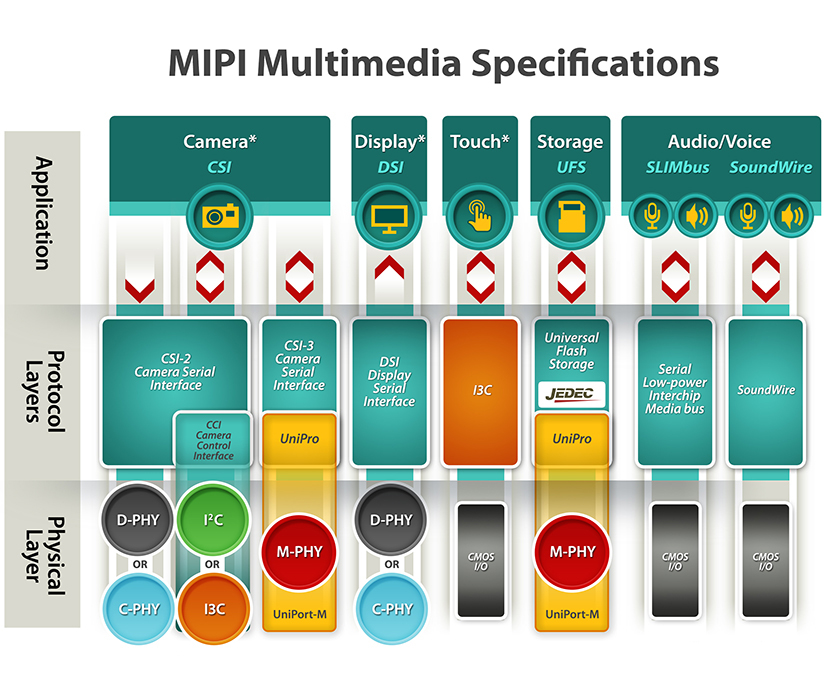 MIPI Multimedia Specifications
Application
Camera*
CSI
Display*
DSI
Touch*
Storage
UFS
Audio/Voice
SLIMbus SoundWire
Protocol
Layers
CSI-2
Camera Serial
Interface
CCI
Camera
Control
Interface
CSI-3
Camera
Serial
Interface
UniPro
DSI
Display
Serial
Interface
I3C
Universal
Flash
Storage
JEDEC
UniPro
Serial
Low-power
Interchip
Media bus
SoundWire
Physical
Layer
D-PHY
OR
C-PHY
I²C
OR
I3C
M-PHY
UniPort-M
D-PHY
OR
C-PHY
CMOS
I/O
M-PHY
UniPort-M
CMOS
I/O
CMOS
I/O